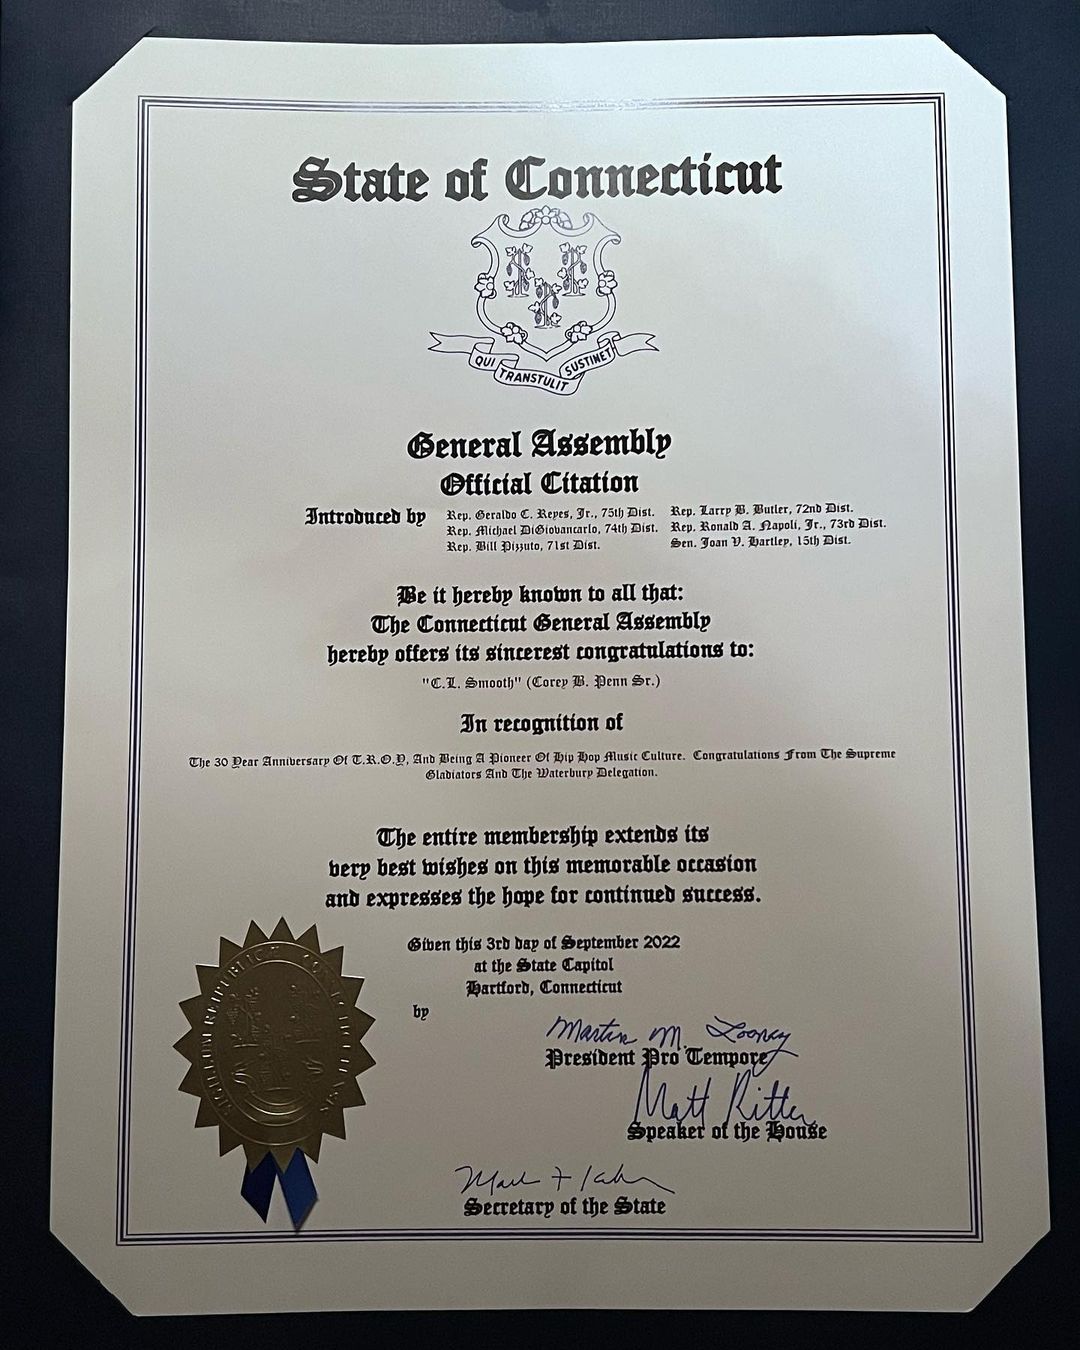 State of Connecticut
QUI TRANSTULIT SUSTINET
General Assembly
Official Citation
Introduced by
Rep. Geraldo C. Reyes, Jr., 75th Dist. Rep. Larry B. Butler, 72nd Dist.
Rep. Michael DiGiovancarlo, 74th Dist. Rep. Ronald A. Napoli, Jr., 73rd Dist.
Rep. Bill Pizzuto, 71st Dist. Sen. Joan V. Hartley, 15th Dist.
Be it hereby known to all that:
The Connecticut General Assembly
hereby offers its sincerest congratulations to:
"C.L. Smooth" (Corey B. Penn Sr.)
In recognition of
The 30 Year Anniversary Of T.R.O.Y, And Being A Pioneer Of Hip Hop Music Culture. Congratulations From The Supreme
Gladiators And The Waterbury Delegation.
The entire membership extends its
very best wishes on this memorable occasion
and expresses the hope for continued success.
Given this 3rd day of September 2022
at the State Capitol
Hartford, Connecticut
by
Martin M. Looney
President Pro Tempore
Matt Ritter
Speaker of the House
Secretary of the State